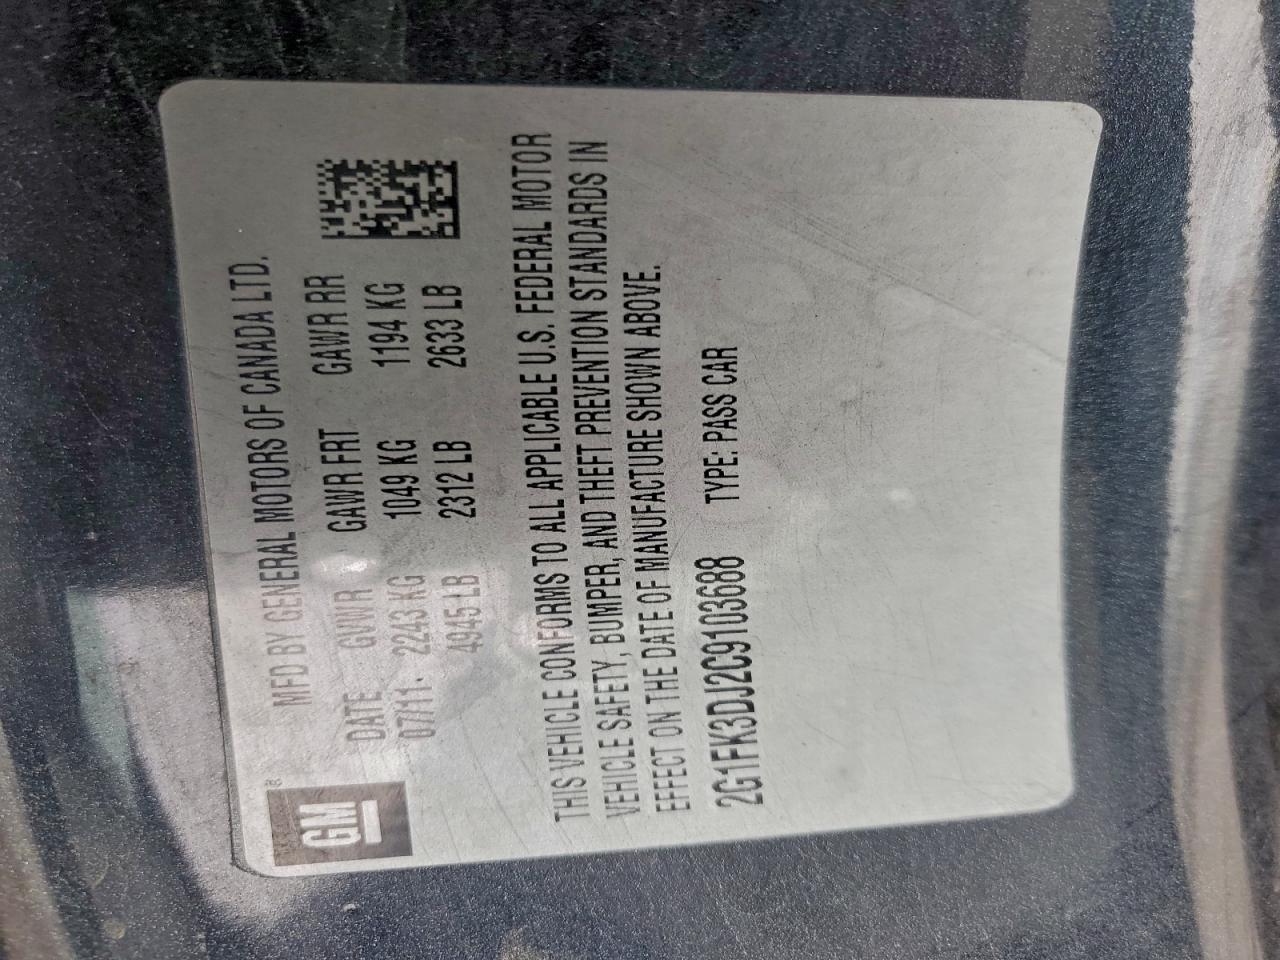 GM®
MFD BY GENERAL MOTORS OF CANADA LTD.
DATE GVWR GAWR FRT GAWR RR
07/11 2243 KG 1049 KG 1194 KG
4945 LB 2312 LB 2633 LB
THIS VEHICLE CONFORMS TO ALL APPLICABLE U.S. FEDERAL MOTOR
VEHICLE SAFETY, BUMPER, AND THEFT PREVENTION STANDARDS IN
EFFECT ON THE DATE OF MANUFACTURE SHOWN ABOVE.
2G1FK3DJ2C9103688 TYPE: PASS CAR